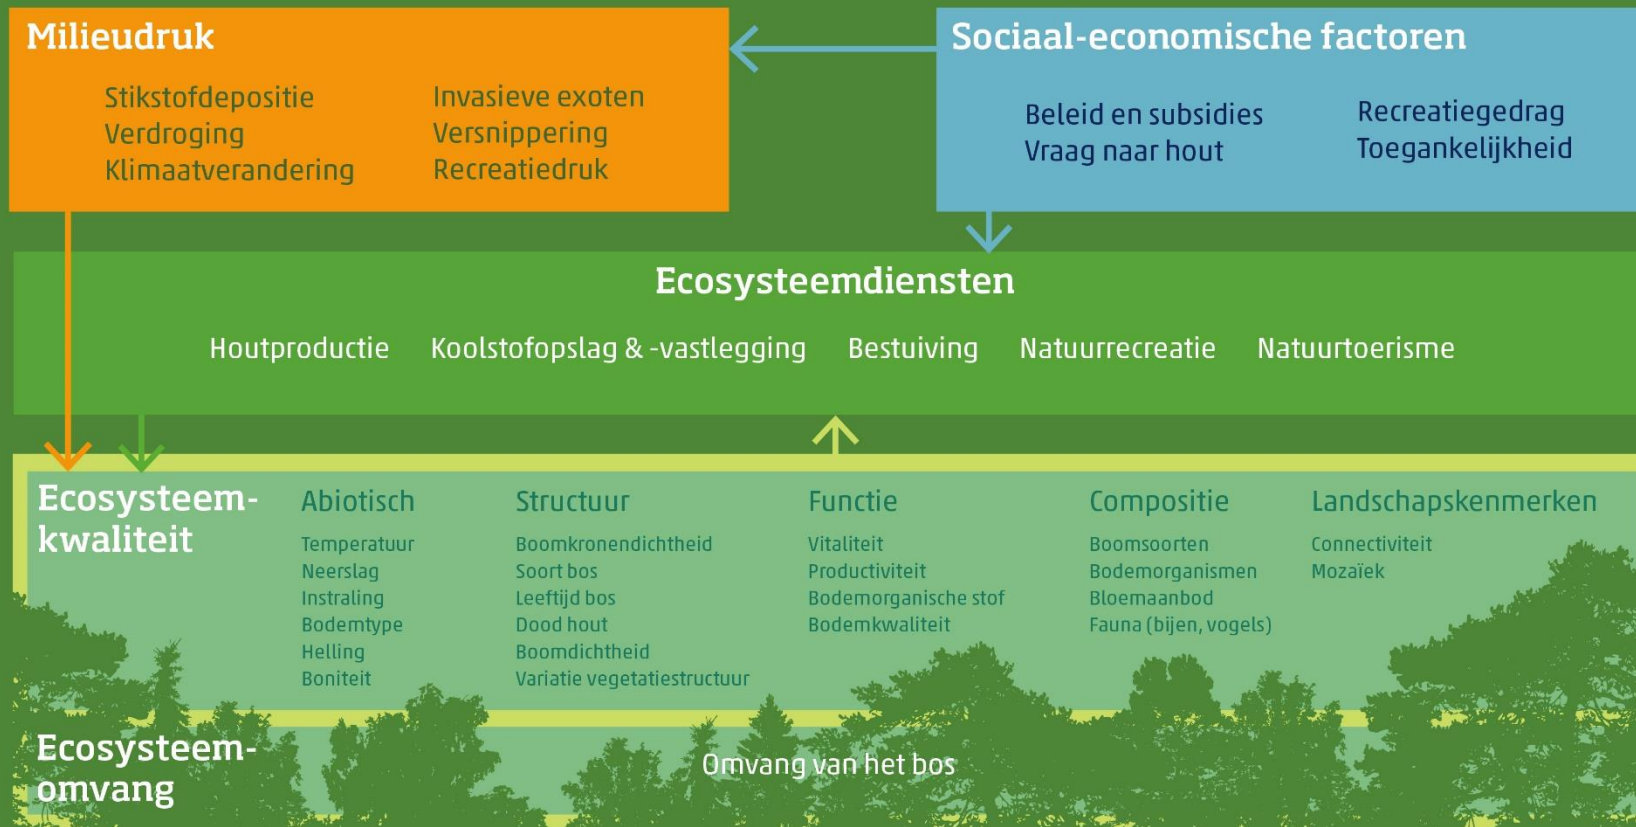 Milieudruk
Stikstofdepositie
Verdroging
Klimaatverandering
Invasieve exoten
Versnippering
Recreatiedruk
Sociaal-economische factoren
Beleid en subsidies
Vraag naar hout
Recreatiegedrag
Toegankelijkheid
Ecosysteemdiensten
Houtproductie Koolstofopslag & -vastlegging Bestuiving Natuurrecreatie Natuurtoerisme
Ecosysteem-
kwaliteit
Abiotisch
Temperatuur
Neerslag
Instraling
Bodemtype
Helling
Boniteit
Structuur
Boomkronendichtheid
Soort bos
Leeftijd bos
Dood hout
Boomdichtheid
Variatie vegetatiestructuur
Functie
Vitaliteit
Productiviteit
Bodemorganische stof
Bodemkwaliteit
Compositie
Boomsoorten
Bodemorganismen
Bloemaanbod
Fauna (bijen, vogels)
Landschapskenmerken
Connectiviteit
Mozaïek
Ecosysteem-
omvang
Omvang van het bos